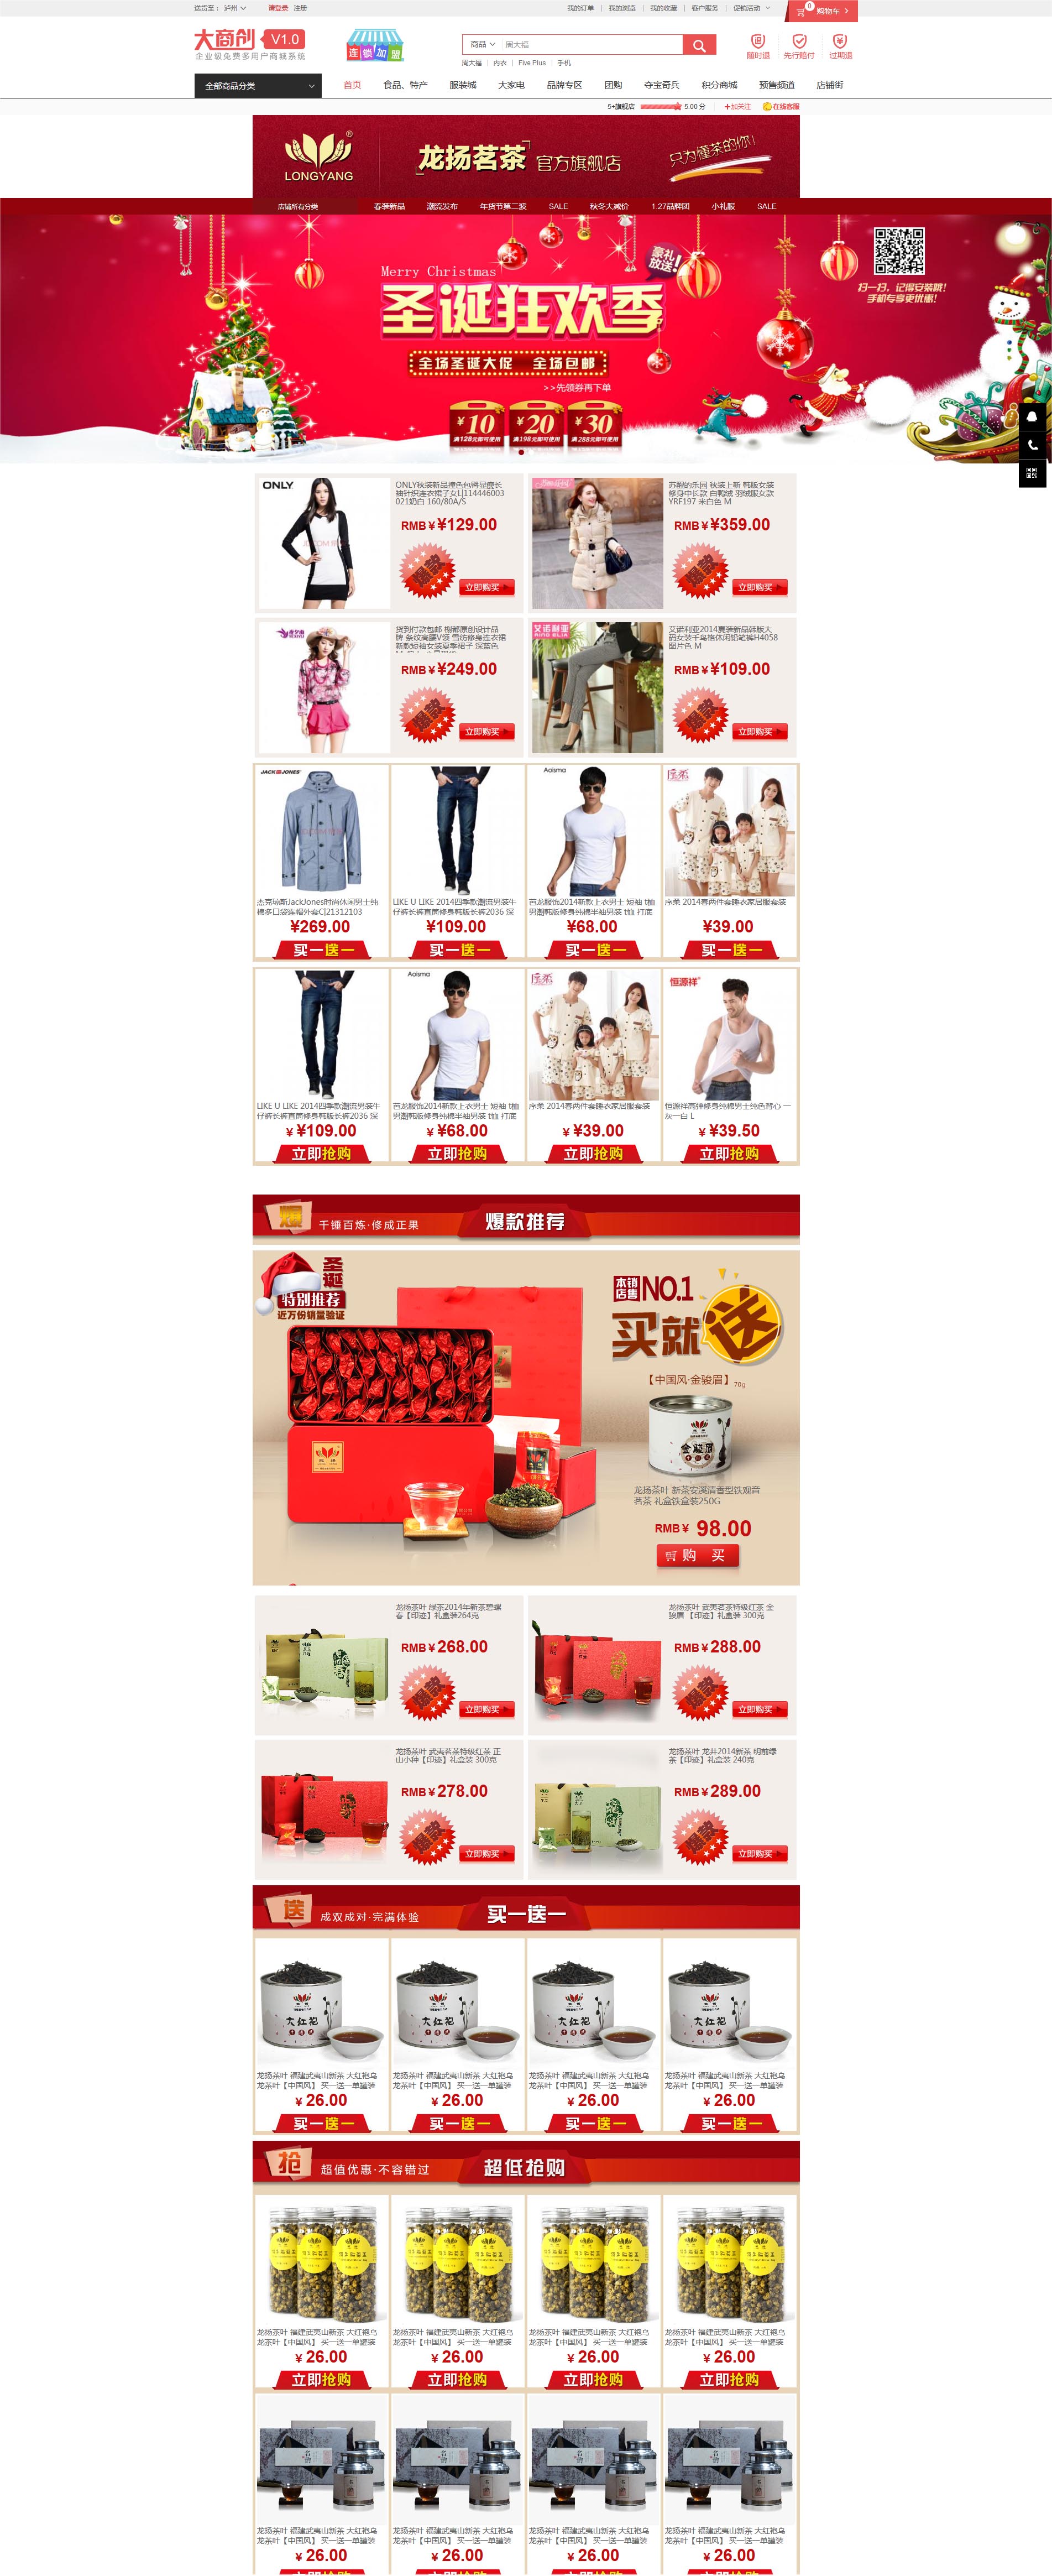 送货至： 泸州
请登录 注册
我的订单
我的浏览
我的收藏
客户服务
促销活动
0
购物车
大商创 V1.0
企业级免费多用户商城系统
连锁加盟
商品
周大福
周大福
内衣
Five Plus
手机
随时退
先行赔付
过期退
全部商品分类
首页
食品、特产
服装城
大家电
品牌专区
团购
夺宝奇兵
积分商城
预售频道
店铺街
5+旗舰店
5.00 分
加关注
在线客服
LONGYANG
龙扬茗茶 官方旗舰店
只为懂茶的你!
店铺所有分类
春装新品
潮流发布
年货节第二波
SALE
秋冬大减价
1.27品牌团
小礼服
SALE
Merry Christmas
豪礼放送!
圣诞狂欢季
全场圣诞大促 全场包邮
>>先领券再下单
¥10
满128元即可使用
¥20
满198元即可使用
¥30
满288元即可使用
扫一扫，记得安装哦!
手机专享更优惠!
ONLY
ONLY秋装新品撞色包臀显瘦长
袖针织连衣裙子女L|114446003
021奶白 160/80A/S
RMB¥¥129.00
立即购买
苏醒的乐园 秋装上新 韩版女装
修身中长款 白鸭绒 羽绒服女款
YRF197 米白色 M
RMB¥¥359.00
立即购买
货到付款包邮 榭都原创设计品
牌 条纹高腰V领 雪纺修身连衣裙
新款短袖女装夏季裙子 深蓝色
RMB¥¥249.00
立即购买
艾诺利亚
AINO ELIA
艾诺利亚2014夏装新品韩版大
码女装千鸟格休闲铅笔裤H4058
图片色 M
RMB¥¥109.00
立即购买
JACK JONES
杰克琼斯JackJones时尚休闲男士纯
棉多口袋连帽外套C|21312103
¥269.00
买一送一
LIKE U LIKE 2014四季款潮流男装牛
仔裤长裤直筒修身韩版长裤2036 深
¥109.00
买一送一
Aoisma
芭龙服饰2014新款上衣男士 短袖 t恤
男潮韩版修身纯棉半袖男装 t恤 打底
¥68.00
买一送一
序柔
序柔 2014春两件套睡衣家居服套装
¥39.00
买一送一
LIKE U LIKE 2014四季款潮流男装牛
仔裤长裤直筒修身韩版长裤2036 深
¥ ¥109.00
立即抢购
Aoisma
芭龙服饰2014新款上衣男士 短袖 t恤
男潮韩版修身纯棉半袖男装 t恤 打底
¥ ¥68.00
立即抢购
序柔
序柔 2014春两件套睡衣家居服套装
¥ ¥39.00
立即抢购
恒源祥
恒源祥高弹修身纯棉男士纯色背心 一
灰一白 L
¥ ¥39.50
立即抢购
爆
千锤百炼·修成正果
爆款推荐
圣诞
特别推荐
近万份销量验证
本店销售NO.1
买就送
【中国风·金骏眉】70g
金骏眉
龙扬茶叶 新茶安溪清香型铁观音
茗茶 礼盒铁盒装250G
RMB¥ 98.00
购 买
龙扬茶叶 绿茶2014年新茶碧螺
春【印迹】礼盒装264克
RMB¥268.00
立即购买
龙扬茶叶 武夷茗茶特级红茶 金
骏眉 【印迹】礼盒装 300克
RMB¥288.00
立即购买
龙扬茶叶 武夷茗茶特级红茶 正
山小种【印迹】礼盒装 300克
RMB¥278.00
立即购买
龙扬茶叶 龙井2014新茶 明前绿
茶【印迹】礼盒装 240克
RMB¥289.00
立即购买
送
成双成对·完满体验
买一送一
大红袍
大红袍
大红袍
大红袍
龙扬茶叶 福建武夷山新茶 大红袍乌
龙茶叶【中国风】 买一送一单罐装
¥ 26.00
买一送一
龙扬茶叶 福建武夷山新茶 大红袍乌
龙茶叶【中国风】 买一送一单罐装
¥ 26.00
买一送一
龙扬茶叶 福建武夷山新茶 大红袍乌
龙茶叶【中国风】 买一送一单罐装
¥ 26.00
买一送一
龙扬茶叶 福建武夷山新茶 大红袍乌
龙茶叶【中国风】 买一送一单罐装
¥ 26.00
买一送一
抢
超值优惠·不容错过
超低抢购
龙扬茶叶 福建武夷山新茶 大红袍乌
龙茶叶【中国风】 买一送一单罐装
¥ 26.00
立即抢购
龙扬茶叶 福建武夷山新茶 大红袍乌
龙茶叶【中国风】 买一送一单罐装
¥ 26.00
立即抢购
龙扬茶叶 福建武夷山新茶 大红袍乌
龙茶叶【中国风】 买一送一单罐装
¥ 26.00
立即抢购
龙扬茶叶 福建武夷山新茶 大红袍乌
龙茶叶【中国风】 买一送一单罐装
¥ 26.00
立即抢购
龙扬茶叶 福建武夷山新茶 大红袍乌
龙茶叶【中国风】 买一送一单罐装
¥ 26.00
龙扬茶叶 福建武夷山新茶 大红袍乌
龙茶叶【中国风】 买一送一单罐装
¥ 26.00
龙扬茶叶 福建武夷山新茶 大红袍乌
龙茶叶【中国风】 买一送一单罐装
¥ 26.00
龙扬茶叶 福建武夷山新茶 大红袍乌
龙茶叶【中国风】 买一送一单罐装
¥ 26.00